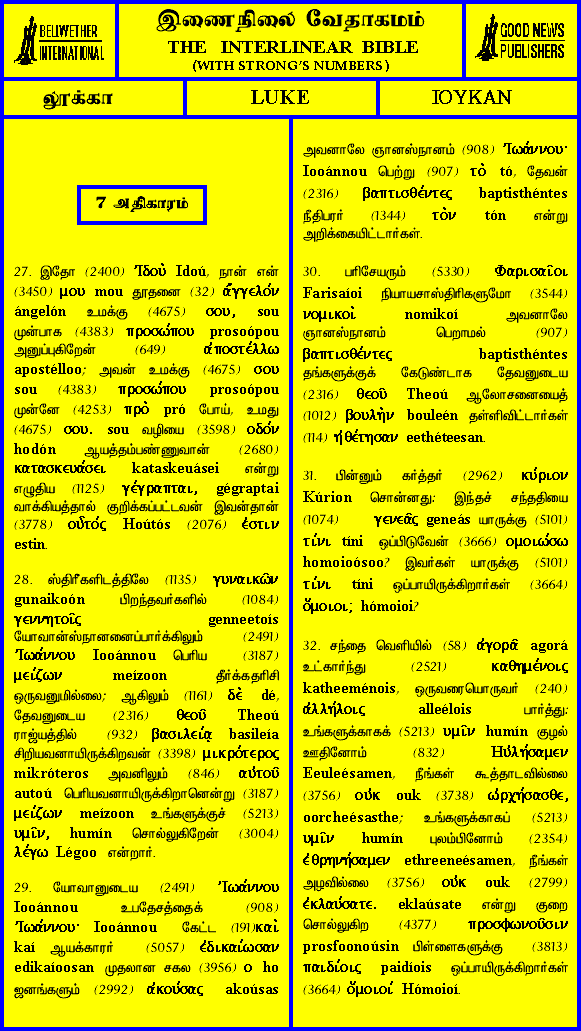 BELLWETHER
INTERNATIONAL
இணைநிலை வேதாகமம்
THE INTERLINEAR BIBLE
(WITH STRONG'S NUMBERS)
GOOD NEWS
PUBLISHERS
லூக்கா
LUKE
ΙΟΥΚΑΝ
7 அதிகாரம்
27. இதோ (2400) Ἰδοὺ Idoú, நான் என்
(3450) μου mou தூதனை (32) ἄγγελόν
ángelón உமக்கு (4675) σου, sou
முன்பாக (4383) προσώπου prosoópou
அனுப்புகிறேன் (649) ἀποστέλλω
apostélloo; அவன் உமக்கு (4675) σου
sou (4383) προσώπου prosoópou
முன்னே (4253) πρὸ pró போய், உமது
(4675) σου. sou வழியை (3598) οδόν
hodón ஆயத்தம்பண்ணுவான் (2680)
κατασκευάσει kataskeuásei என்று
எழுதிய (1125) γέγραπται, gégraptai
வாக்கியத்தால் குறிக்கப்பட்டவன் இவன்தான்
(3778) οὗτός Hoútós (2076) ἐστιν
estin.
28. ஸ்திரீகளிடத்திலே (1135) γυναικῶν
gunaikoón பிறந்தவர்களில் (1084)
γεννητοῖς genneetoís
யோவான்ஸ்நானனைப்பார்க்கிலும் (2491)
Ἰωάννου Iooánnou பெரிய (3187)
μείζων meízoon தீர்க்கதரிசி
ஒருவனுமில்லை; ஆகிலும் (1161) δὲ dé,
தேவனுடைய (2316) θεοῦ Theoú
ராஜ்யத்தில் (932) βασιλείᾳ basileía
சிறியவனாயிருக்கிறவன் (3398) μικρότερος
mikróteros அவனிலும் (846) αὐτοῦ
autoú பெரியவனாயிருக்கிறானென்று (3187)
μείζων meízoon உங்களுக்குச் (5213)
υμῖν, humín சொல்லுகிறேன் (3004)
λέγω Légoo என்றார்.
29. யோவானுடைய (2491) Ἰωάννου
Iooánnou உபதேசத்தைக் (908)
Ἰωάννου· Iooánnou கேட்ட (191)καὶ
kaí ஆயக்காரர் (5057) ἐδικαίωσαν
edikaíoosan முதலான சகல (3956) ο ho
ஜனங்களும் (2992) ἀκούσας akoúsas
அவனாலே ஞானஸ்நானம் (908) Ἰωάννου·
Iooánnou பெற்று (907) τὸ tó, தேவன்
(2316) βαπτισθέντες baptisthéntes
நீதிபரர் (1344) τὸν tón என்று
அறிக்கையிட்டார்கள்.
30. பரிசேயரும் (5330) Φαρισαῖοι
Farisaíoi நியாயசாஸ்திரிகளுமோ (3544)
νομικοὶ nomikoí அவனாலே
ஞானஸ்நானம் பெறாமல் (907)
βαπτισθέντες baptisthéntes
தங்களுக்குக் கேடுண்டாக தேவனுடைய
(2316) θεοῦ Theoú ஆலோசனையைத்
(1012) βουλὴν bouleén தள்ளிவிட்டார்கள்
(114) ἠθέτησαν eethéteesan.
31. பின்னும் கர்த்தர் (2962) κύριον
Kúrion சொன்னது: இந்தச் சந்ததியை
(1074) γενεᾶς geneás யாருக்கு (5101)
τίνι tíni ஒப்பிடுவேன் (3666) ομοιώσω
homoioósoo? இவர்கள் யாருக்கு (5101)
τίνι tíni ஒப்பாயிருக்கிறார்கள் (3664)
ὅμοιοι; hómoioi?
32. சந்தை வெளியில் (58) ἀγορᾷ agorá
உட்கார்ந்து (2521) καθημένοις
katheeménois, ஒருவரையொருவர் (240)
ἀλλήλοις alleélois பார்த்து:
உங்களுக்காகக் (5213) υμῖν humín குழல்
ஊதினோம் (832) Ηὐλήσαμεν
Eeuleésamen, நீங்கள் கூத்தாடவில்லை
(3756) οὐκ ouk (3738) ὠρχήσασθε,
oorcheésasthe; உங்களுக்காகப் (5213)
υμῖν humín புலம்பினோம் (2354)
ἐθρηνήσαμεν ethreeneésamen, நீங்கள்
அழவில்லை (3756) οὐκ ouk (2799)
ἐκλαύσατε. eklaúsate என்று குறை
சொல்லுகிற (4377) προσφωνοῦσιν
prosfoonoúsin பிள்ளைகளுக்கு (3813)
παιδίοις paidíois ஒப்பாயிருக்கிறார்கள்
(3664) ὅμοιοί Hómoioí.